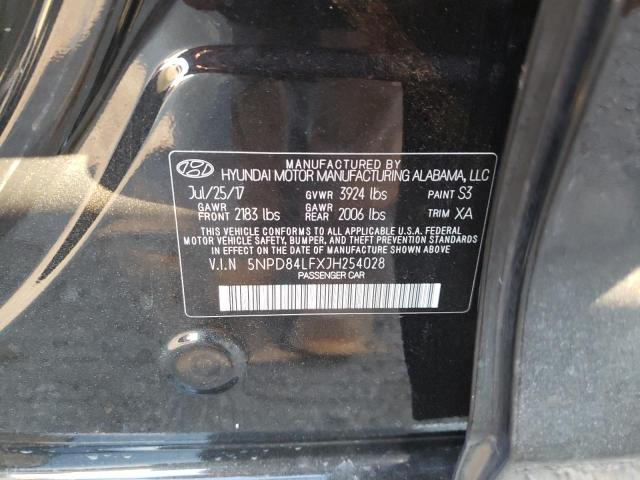 MANUFACTURED BY
HYUNDAI MOTOR MANUFACTURING ALABAMA, LLC
Jul/25/17 GVWR 3924 lbs PAINT S3
GAWR FRONT 2183 lbs GAWR REAR 2006 lbs TRIM XA
THIS VEHICLE CONFORMS TO ALL APPLICABLE U.S.A. FEDERAL
MOTOR VEHICLE SAFETY, BUMPER, AND THEFT PREVENTION STANDARDS
IN EFFECT ON THE DATE OF MANUFACTURE SHOWN ABOVE.
V.I.N 5NPD84LFXJH254028
PASSENGER CAR